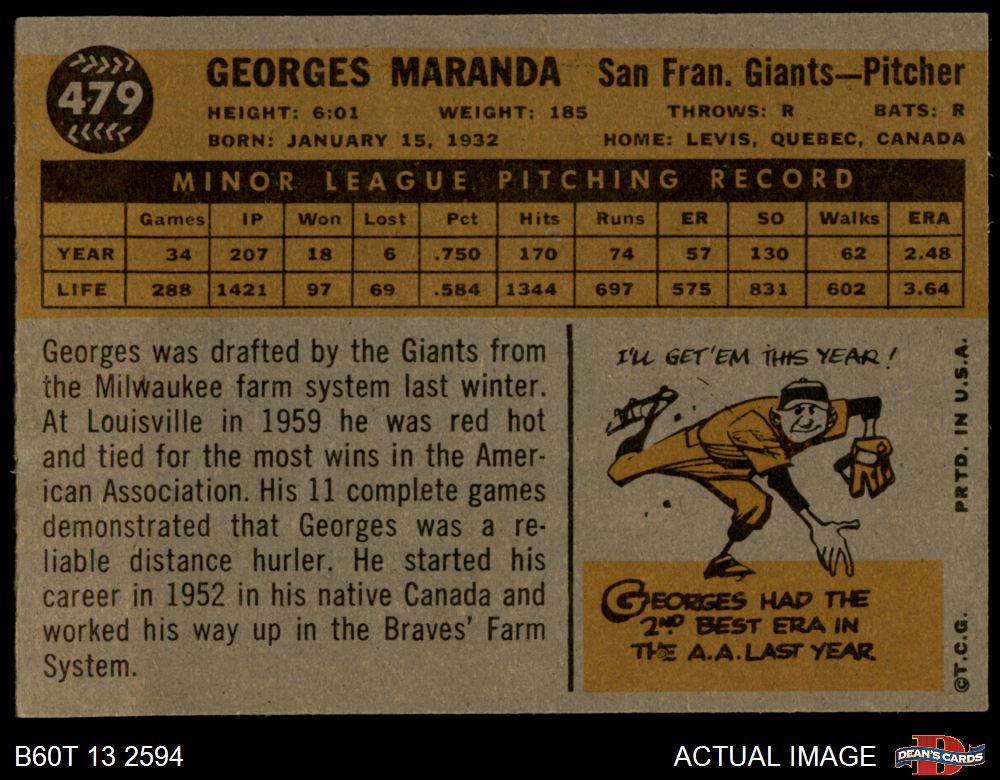 479
GEORGES MARANDA San Fran. Giants—Pitcher
HEIGHT: 6:01 WEIGHT: 185 THROWS: R BATS: R
BORN: JANUARY 15, 1932 HOME: LEVIS, QUEBEC, CANADA
MINOR LEAGUE PITCHING RECORD
Games IP Won Lost Pct Hits Runs ER SO Walks ERA
YEAR 34 207 18 6 .750 170 74 57 130 62 2.48
LIFE 288 1421 97 69 .584 1344 697 575 831 602 3.64
Georges was drafted by the Giants from
the Milwaukee farm system last winter.
At Louisville in 1959 he was red hot
and tied for the most wins in the Amer-
ican Association. His 11 complete games
demonstrated that Georges was a re-
liable distance hurler. He started his
career in 1952 in his native Canada and
worked his way up in the Braves' Farm
System.
I'LL GET 'EM THIS YEAR!
GEORGES HAD THE
2ND BEST ERA IN
THE A.A. LAST YEAR
©T.C.G. PRTD. IN U.S.A.
B60T 13 2594
ACTUAL IMAGE
D
DEAN'S CARDS